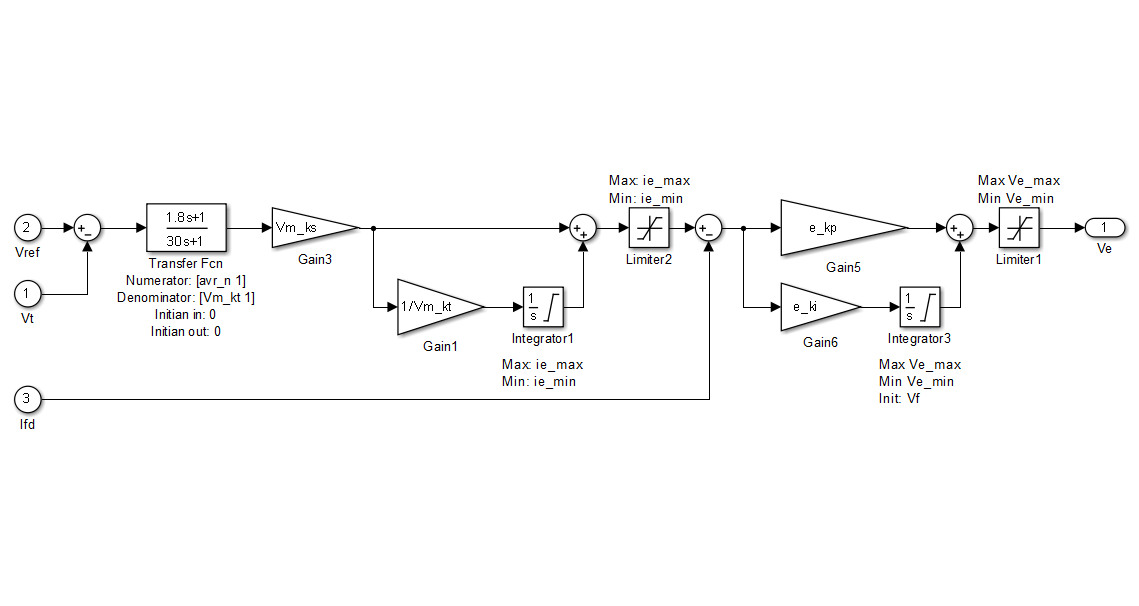 Max: ie_max
Min: ie_min
Max Ve_max
Min Ve_min
2
Vref
+
-
1.8s+1
30s+1
Transfer Fcn
Numerator: [avr_n 1]
Denominator: [Vm_kt 1]
Initian in: 0
Initian out: 0
Vm_ks
Gain3
+
+
Limiter2
+
-
e_kp
Gain5
+
+
Limiter1
1
Ve
1
Vt
1/Vm_kt
Gain1
1
s
Integrator1
Max: ie_max
Min: ie_min
e_ki
Gain6
1
s
Integrator3
Max Ve_max
Min Ve_min
Init: Vf
3
Ifd